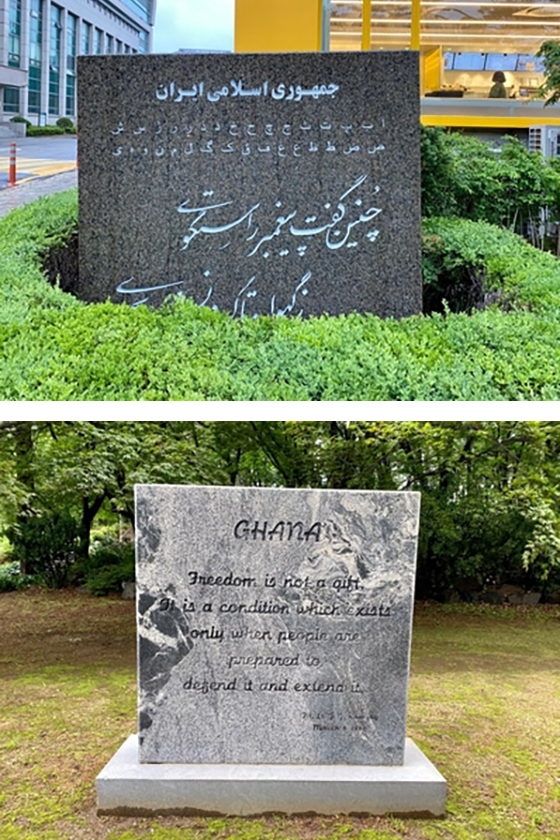 جمهوری اسلامی ایران
ا ب پ ت ث ج چ ح خ د ذ ر ز ژ س ش
ص ض ط ظ ع غ ف ق ک گ ل م ن و ه ی
چنین گفت پیغمبر راستگوی
GHANA
Freedom is not a gift,
It is a condition which exists
only when people are
prepared to
defend it and extend it.